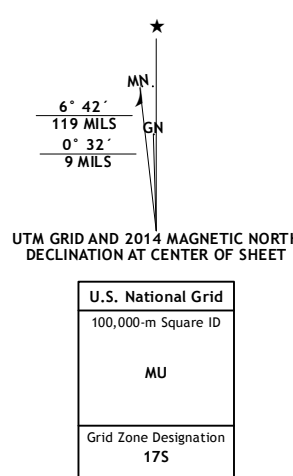 ★
MN
6° 42´
119 MILS
GN
0° 32´
9 MILS
UTM GRID AND 2014 MAGNETIC NORTH
DECLINATION AT CENTER OF SHEET
U.S. National Grid
100,000-m Square ID
MU
Grid Zone Designation
17S